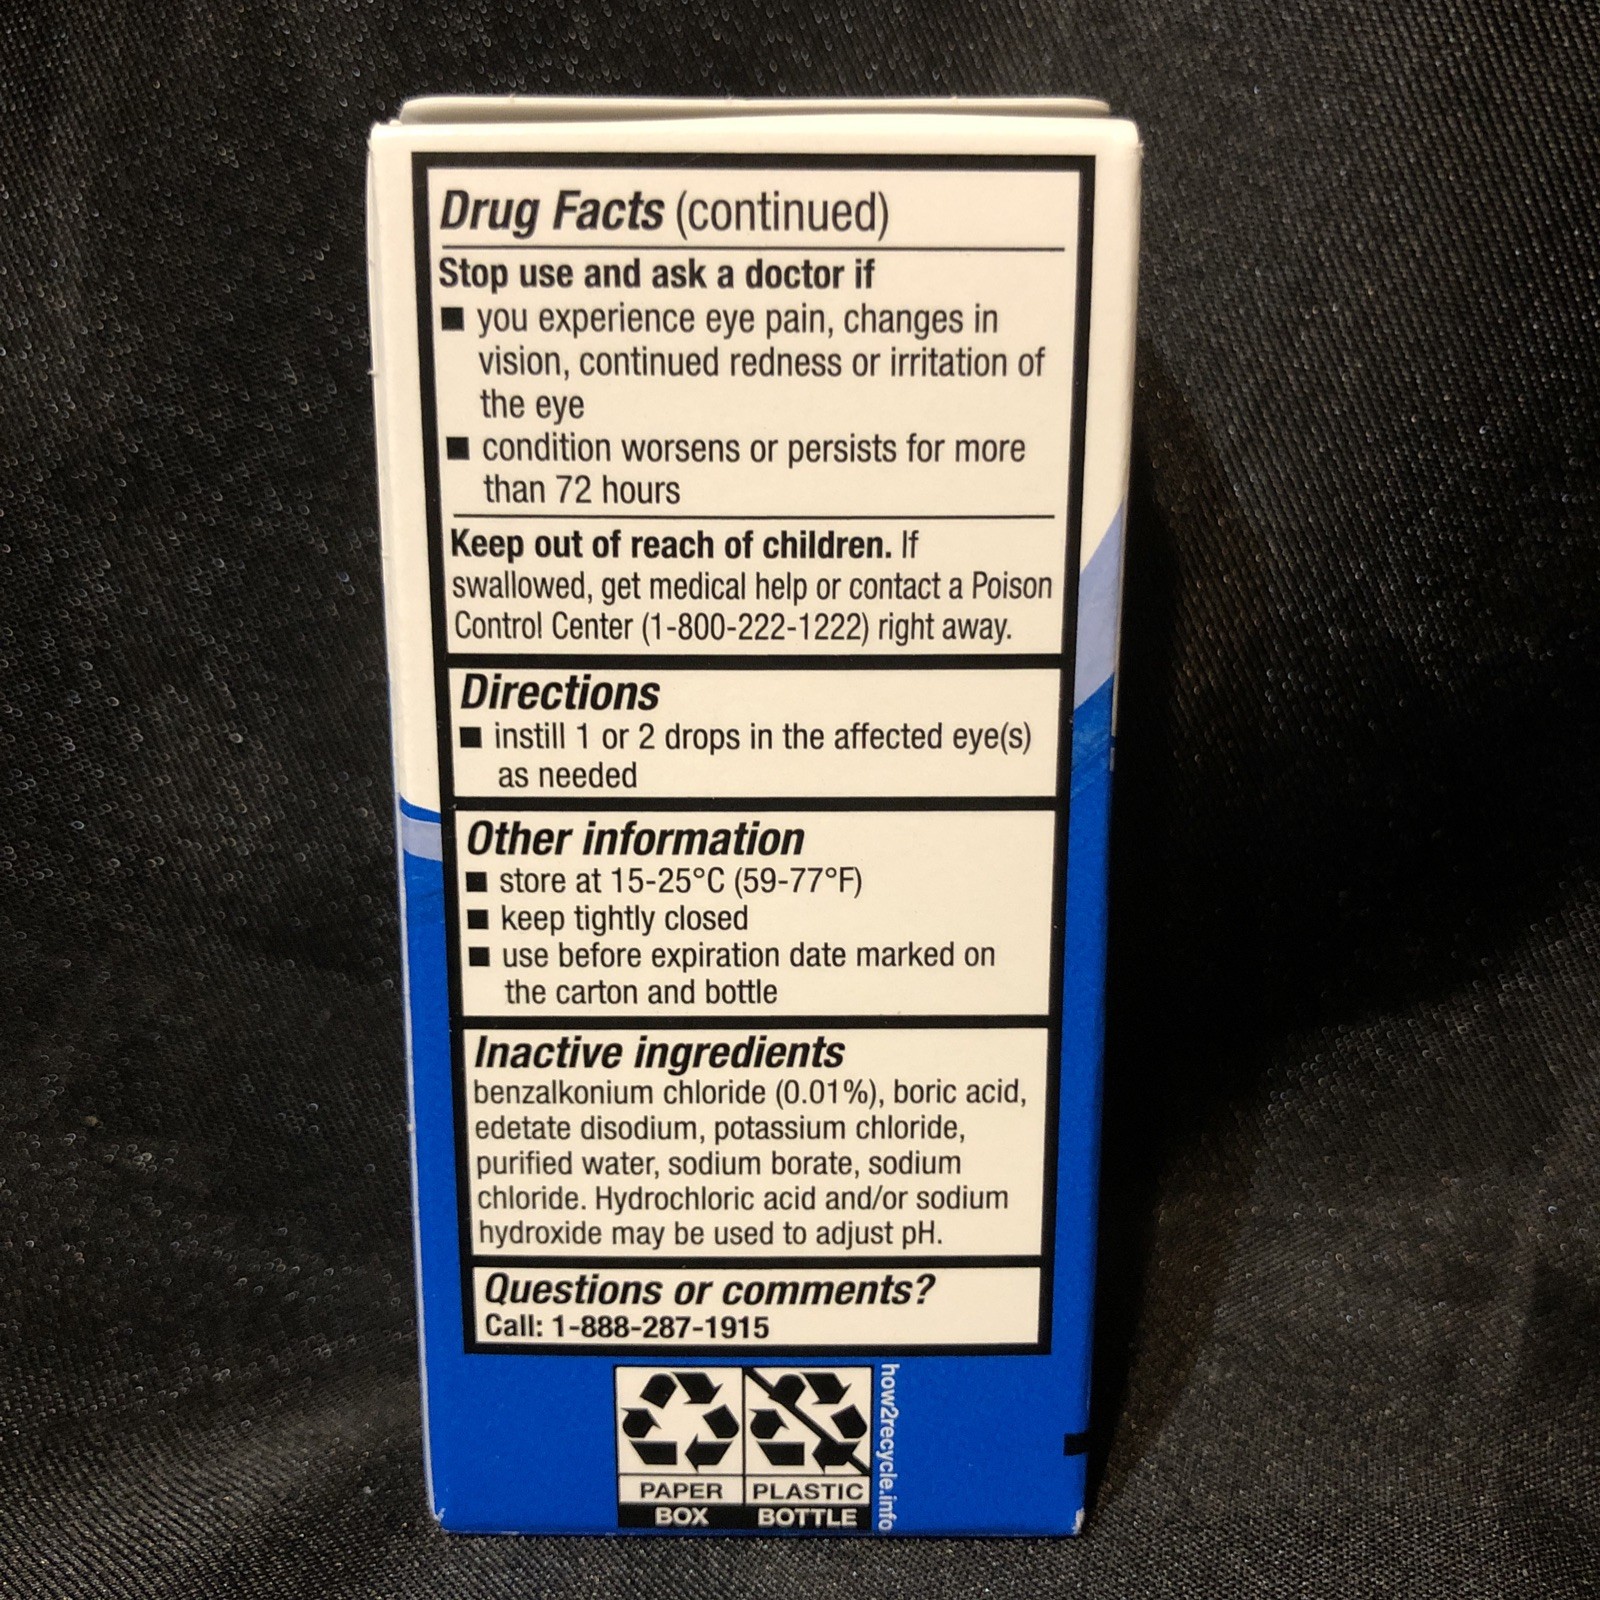 Drug Facts (continued)
Stop use and ask a doctor if
■ you experience eye pain, changes in
vision, continued redness or irritation of
the eye
■ condition worsens or persists for more
than 72 hours
Keep out of reach of children. If
swallowed, get medical help or contact a Poison
Control Center (1-800-222-1222) right away.
Directions
■ instill 1 or 2 drops in the affected eye(s)
as needed
Other information
■ store at 15-25°C (59-77°F)
■ keep tightly closed
■ use before expiration date marked on
the carton and bottle
Inactive ingredients
benzalkonium chloride (0.01%), boric acid,
edetate disodium, potassium chloride,
purified water, sodium borate, sodium
chloride. Hydrochloric acid and/or sodium
hydroxide may be used to adjust pH.
Questions or comments?
Call: 1-888-287-1915
PAPER
BOX
PLASTIC
BOTTLE
how2recycle.info